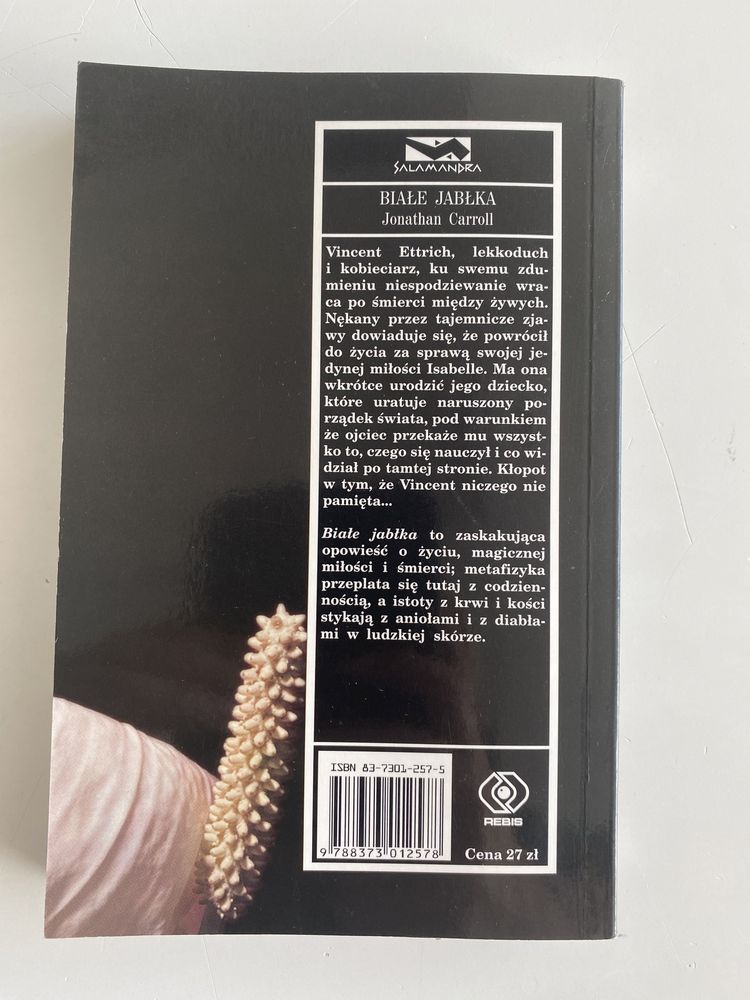 SALAMANDRA
BIAŁE JABŁKA
Jonathan Carroll
Vincent Ettrich, lekkoduch
i kobieciarz, ku swemu zdu-
mieniu niespodziewanie wra-
ca po śmierci między żywych.
Nękany przez tajemnicze zja-
wy dowiaduje się, że powrócił
do życia za sprawą swojej je-
dynej miłości Isabelle. Ma ona
wkrótce urodzić jego dziecko,
które uratuje naruszony po-
rządek świata, pod warunkiem
że ojciec przekaże mu wszyst-
ko to, czego się nauczył i co wi-
dział po tamtej stronie. Kłopot
w tym, że Vincent niczego nie
pamięta...
Białe jabłka to zaskakująca
opowieść o życiu, magicznej
miłości i śmierci; metafizyka
przeplata się tutaj z codzien-
nością, a istoty z krwi i kości
stykają z aniołami i z diabła-
mi w ludzkiej skórze.
ISBN 83-7301-257-5
9 788373 012578
REBIS
Cena 27 zł